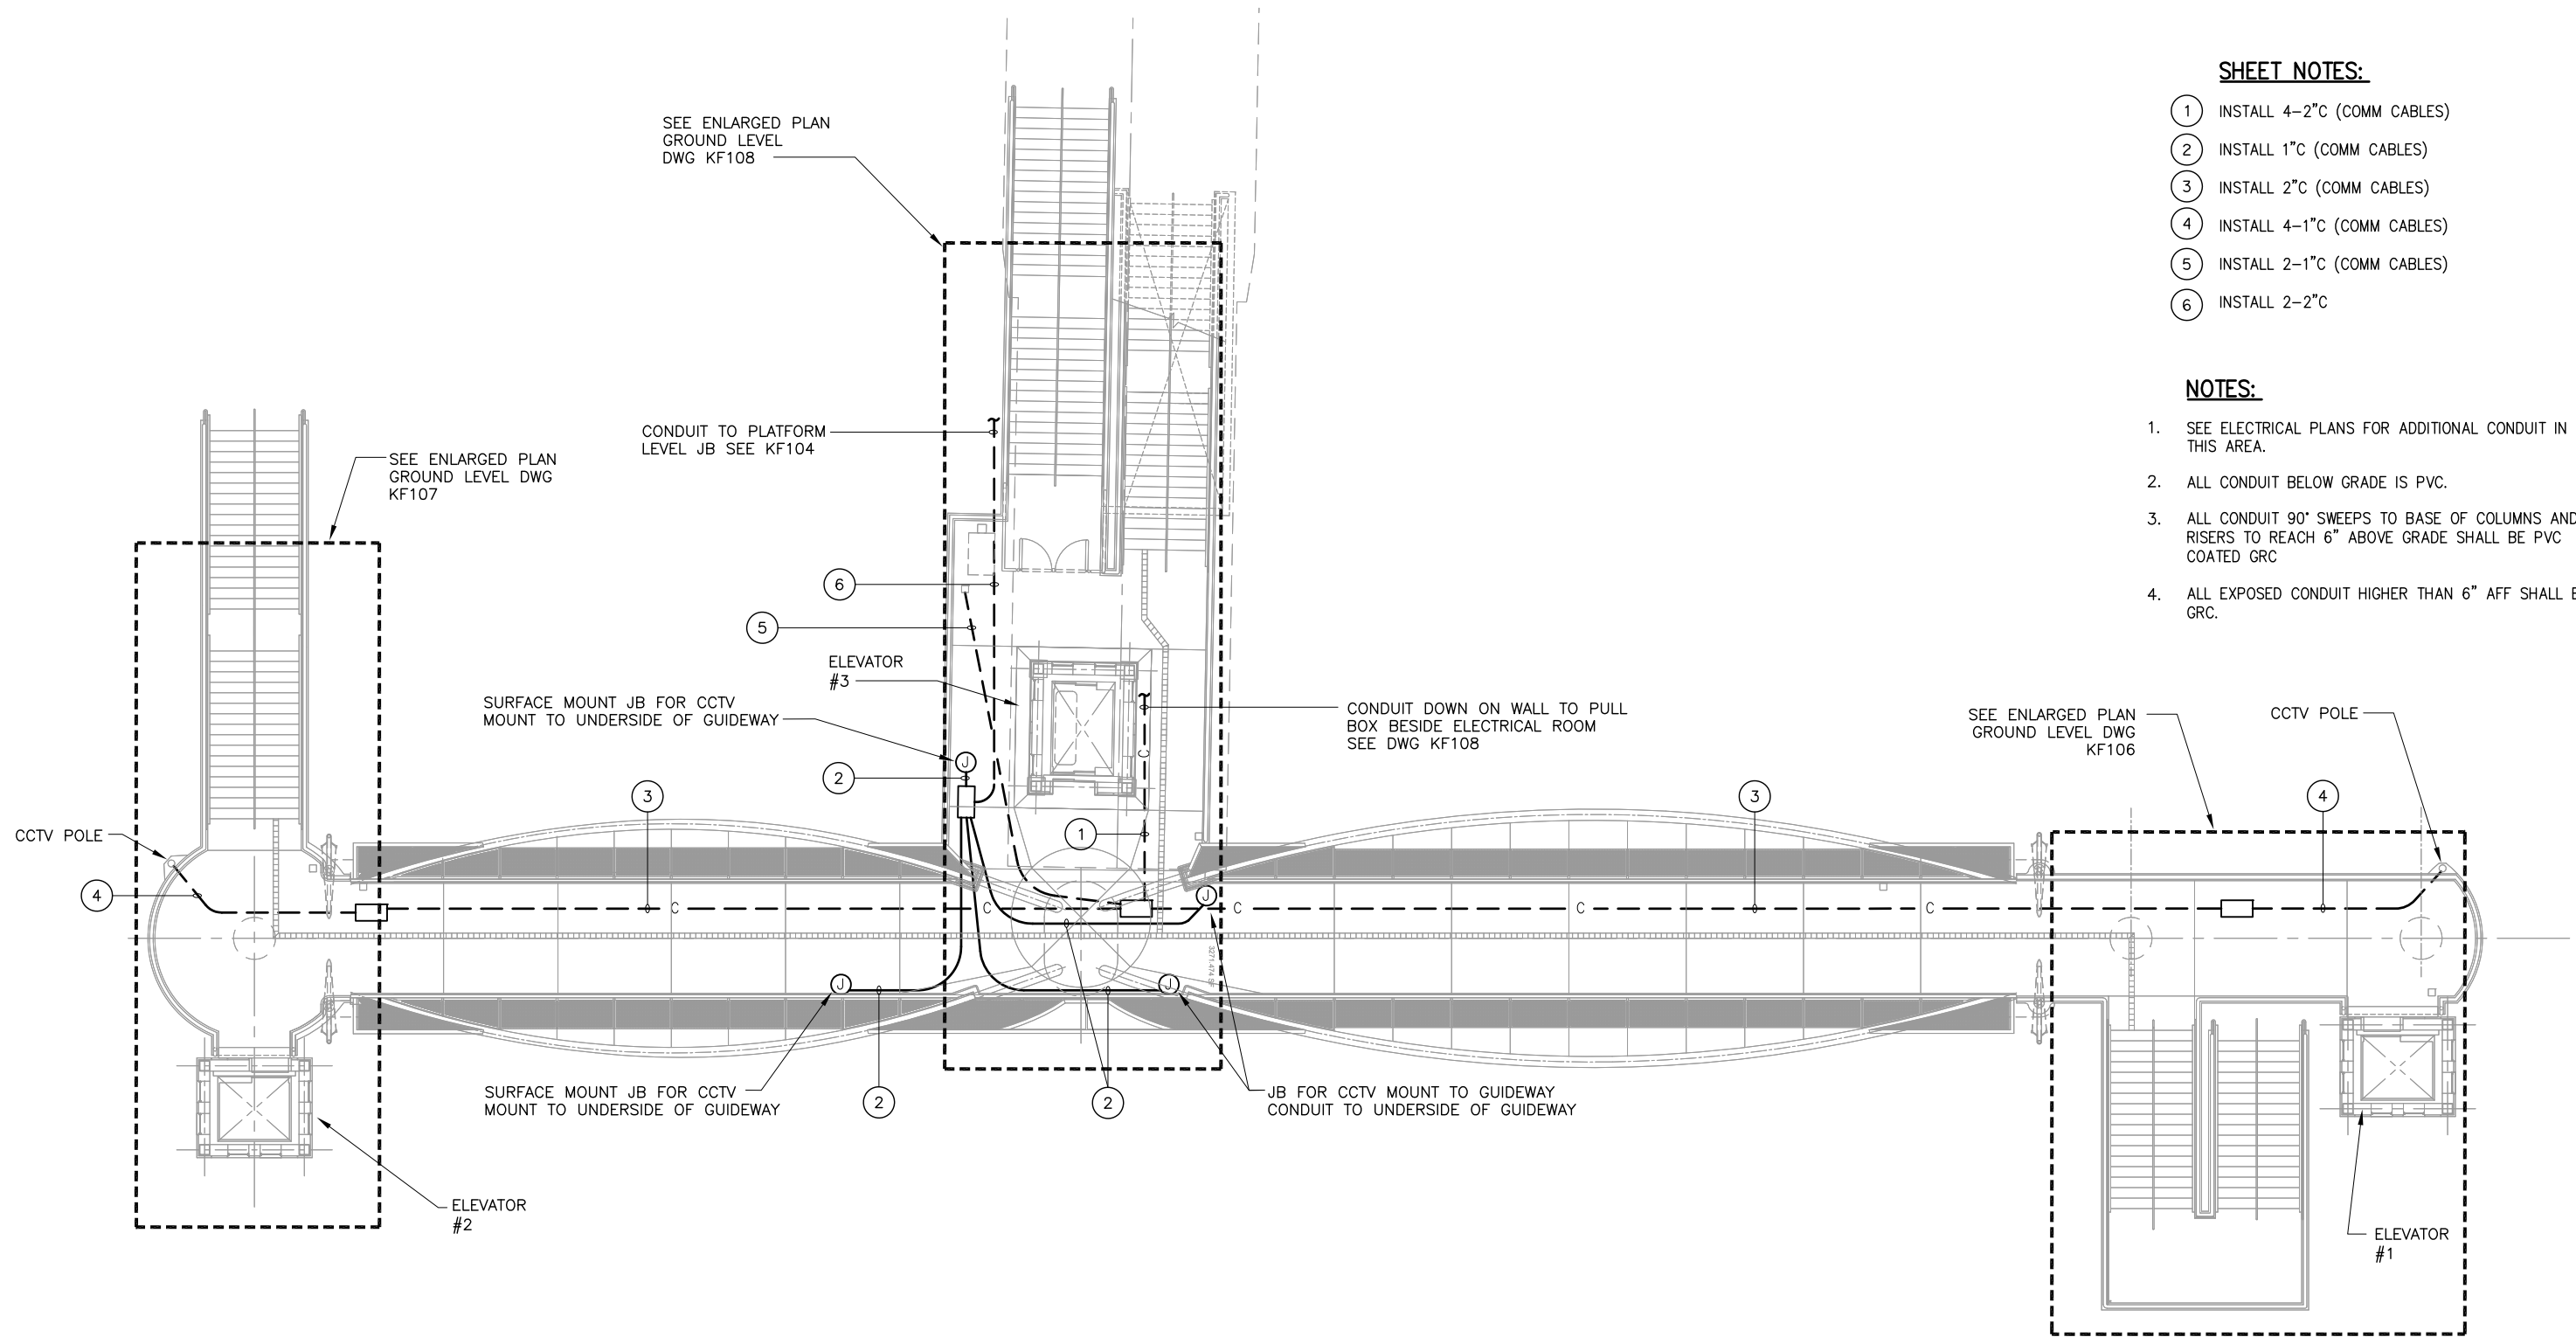 SHEET NOTES:
1 INSTALL 4–2"C (COMM CABLES)
2 INSTALL 1"C (COMM CABLES)
3 INSTALL 2"C (COMM CABLES)
4 INSTALL 4–1"C (COMM CABLES)
5 INSTALL 2–1"C (COMM CABLES)
6 INSTALL 2–2"C
NOTES:
1. SEE ELECTRICAL PLANS FOR ADDITIONAL CONDUIT IN
THIS AREA.
2. ALL CONDUIT BELOW GRADE IS PVC.
3. ALL CONDUIT 90° SWEEPS TO BASE OF COLUMNS AND
RISERS TO REACH 6" ABOVE GRADE SHALL BE PVC
COATED GRC
4. ALL EXPOSED CONDUIT HIGHER THAN 6" AFF SHALL B
GRC.
SEE ENLARGED PLAN
GROUND LEVEL
DWG KF108
CONDUIT TO PLATFORM
LEVEL JB SEE KF104
SEE ENLARGED PLAN
GROUND LEVEL DWG
KF107
6
5
ELEVATOR
#3
SURFACE MOUNT JB FOR CCTV
MOUNT TO UNDERSIDE OF GUIDEWAY
CONDUIT DOWN ON WALL TO PULL
BOX BESIDE ELECTRICAL ROOM
SEE DWG KF108
SEE ENLARGED PLAN
GROUND LEVEL DWG
KF106
CCTV POLE
J
C
2
3
3
4
CCTV POLE
1
4
C
C
J
C
C
C
3271.474 SF
J
J
SURFACE MOUNT JB FOR CCTV
MOUNT TO UNDERSIDE OF GUIDEWAY
2
2
JB FOR CCTV MOUNT TO GUIDEWAY
CONDUIT TO UNDERSIDE OF GUIDEWAY
ELEVATOR
#2
ELEVATOR
#1